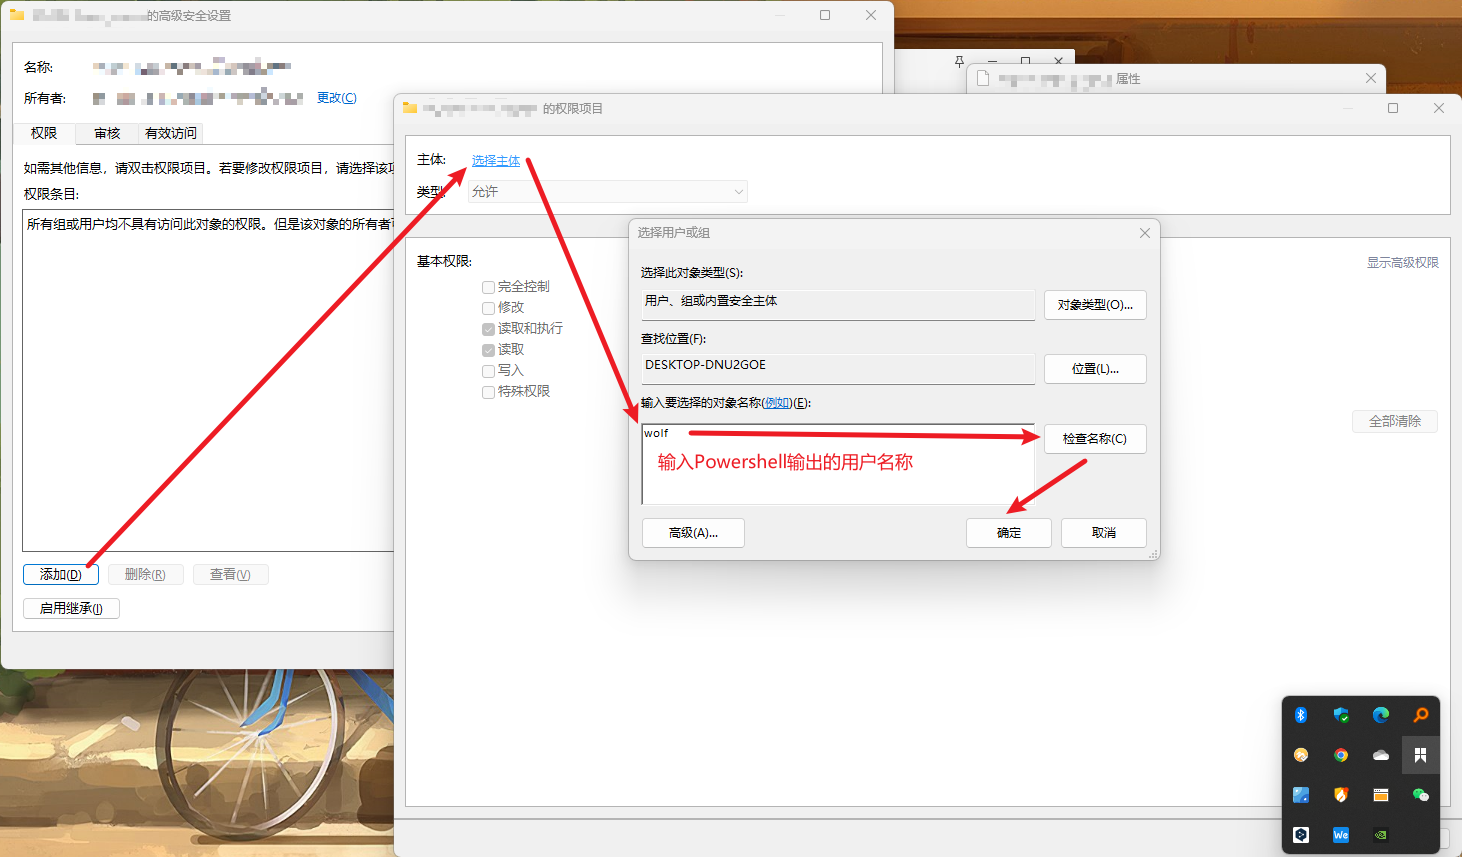 的高级安全设置
名称:
所有者:
更改(C)
权限
审核
有效访问
如需其他信息，请双击权限项目。若要修改权限项目，请选择该项
权限条目:
所有组或用户均不具有访问此对象的权限。但是该对象的所有者可
添加(D)
删除(R)
查看(V)
启用继承(I)
属性
的权限项目
主体:
选择主体
类型:
允许
基本权限:
显示高级权限
完全控制
修改
读取和执行
读取
写入
特殊权限
全部清除
选择用户或组
选择此对象类型(S):
用户、组或内置安全主体
对象类型(O)...
查找位置(F):
DESKTOP-DNU2GOE
位置(L)...
输入要选择的对象名称(例如)(E):
wolf
检查名称(C)
输入Powershell输出的用户名称
高级(A)...
确定
取消
We